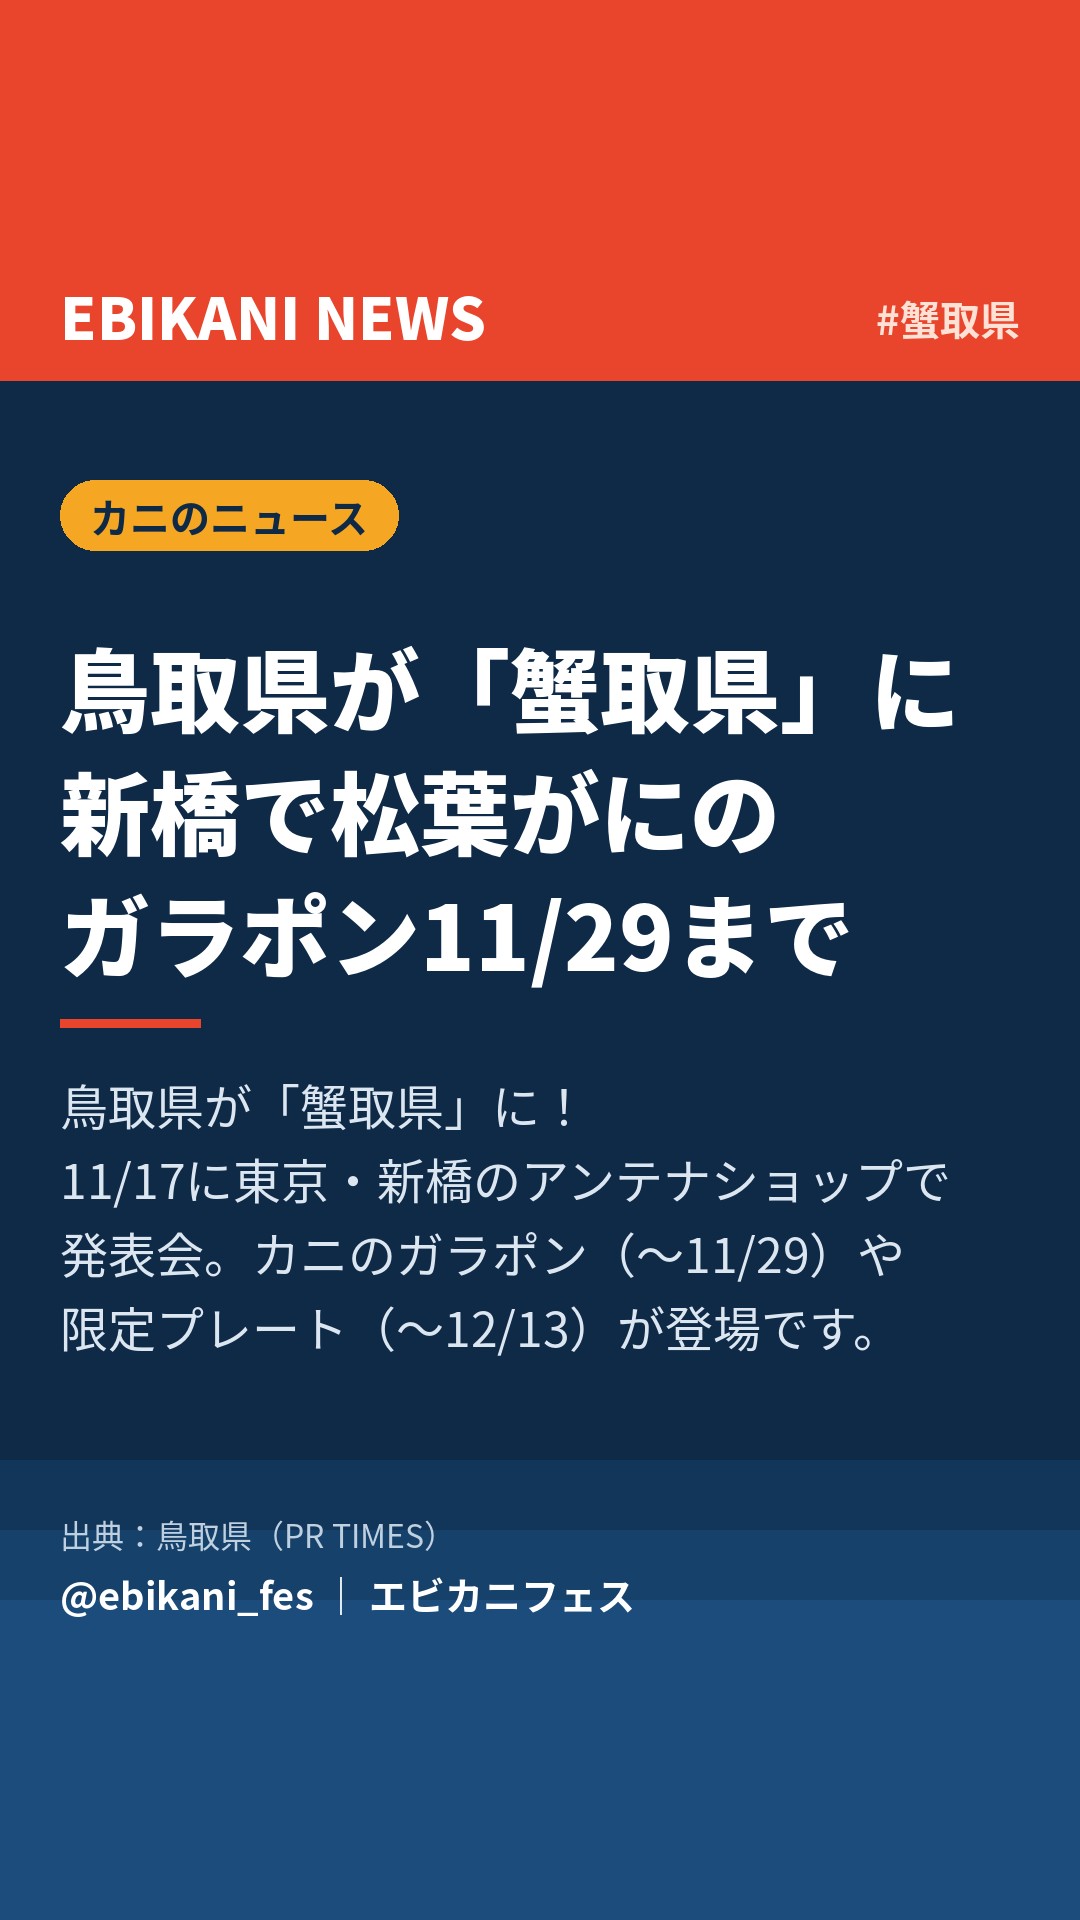 EBIKANI NEWS
#蟹取県
カニのニュース
鳥取県が「蟹取県」に
新橋で松葉がにの
ガラポン11/29まで
鳥取県が「蟹取県」に！
11/17に東京・新橋のアンテナショップで
発表会。カニのガラポン（〜11/29）や
限定プレート（〜12/13）が登場です。
出典：鳥取県（PR TIMES）
@ebikani_fes ｜ エビカニフェス